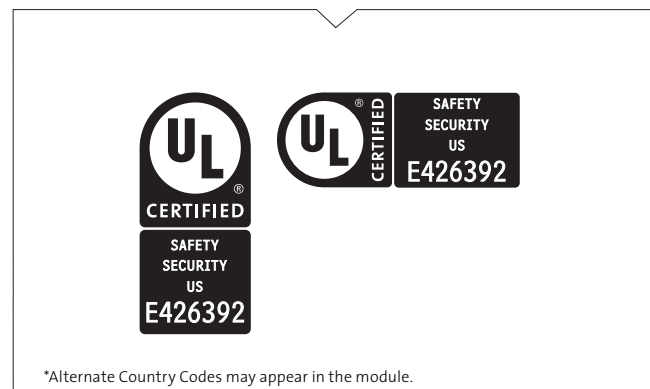 UL
®
CERTIFIED
SAFETY
SECURITY
US
E426392
UL
®
CERTIFIED
SAFETY
SECURITY
US
E426392
*Alternate Country Codes may appear in the module.